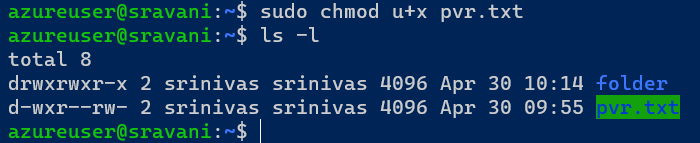 azureuser@sravani:~$ sudo chmod u+x pvr.txt
azureuser@sravani:~$ ls -l
total 8
drwxrwxr-x 2 srinivas srinivas 4096 Apr 30 10:14 folder
d-wxr--rw- 2 srinivas srinivas 4096 Apr 30 09:55 pvr.txt
azureuser@sravani:~$